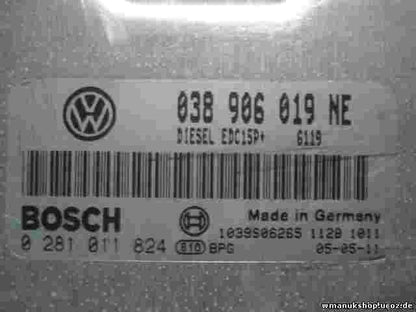 038 906 019 NE
DIESEL EDC15P+ 6119
BOSCH
Made in Germany
1039S06265 1128 1011
0 281 011 824 810 BPG 05-05-11
wmanukshop.ucoz.de